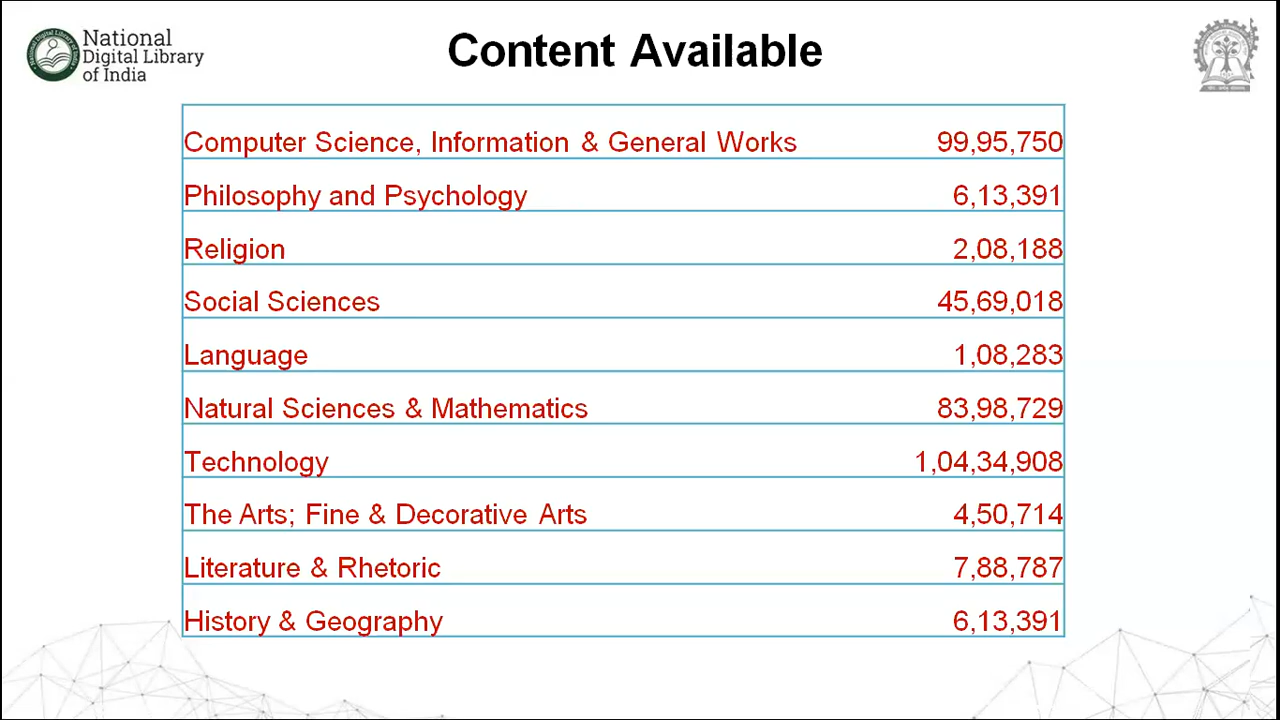 National
Digital Library
of India
Content Available
Computer Science, Information & General Works 99,95,750
Philosophy and Psychology 6,13,391
Religion 2,08,188
Social Sciences 45,69,018
Language 1,08,283
Natural Sciences & Mathematics 83,98,729
Technology 1,04,34,908
The Arts; Fine & Decorative Arts 4,50,714
Literature & Rhetoric 7,88,787
History & Geography 6,13,391